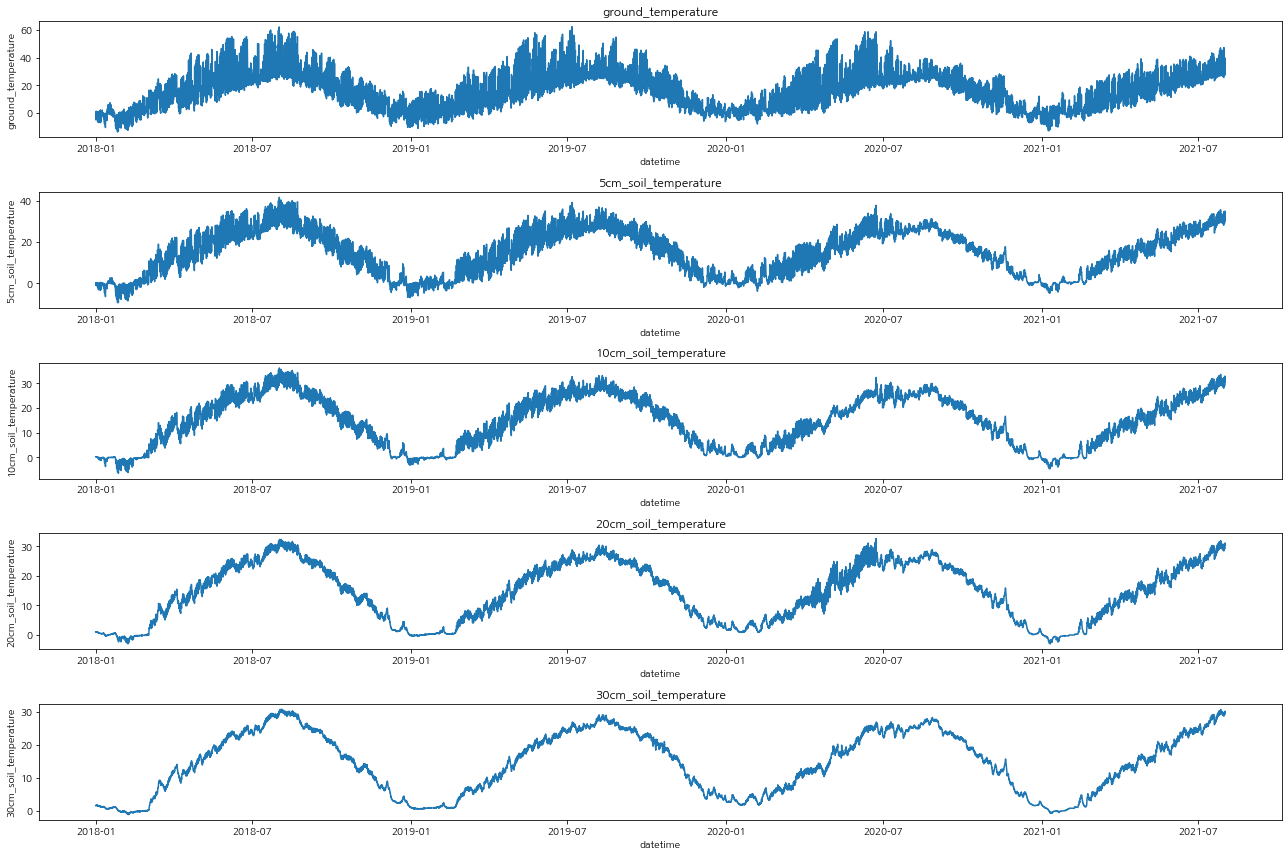 ground_temperature
ground_temperature
60
40
20
0
2018-01 2018-07 2019-01 2019-07 2020-01 2020-07 2021-01 2021-07
datetime
5cm_soil_temperature
5cm_soil_temperature
40
20
0
2018-01 2018-07 2019-01 2019-07 2020-01 2020-07 2021-01 2021-07
datetime
10cm_soil_temperature
10cm_soil_temperature
30
20
10
0
2018-01 2018-07 2019-01 2019-07 2020-01 2020-07 2021-01 2021-07
datetime
20cm_soil_temperature
20cm_soil_temperature
30
20
10
0
2018-01 2018-07 2019-01 2019-07 2020-01 2020-07 2021-01 2021-07
datetime
30cm_soil_temperature
30cm_soil_temperature
30
20
10
0
2018-01 2018-07 2019-01 2019-07 2020-01 2020-07 2021-01 2021-07
datetime